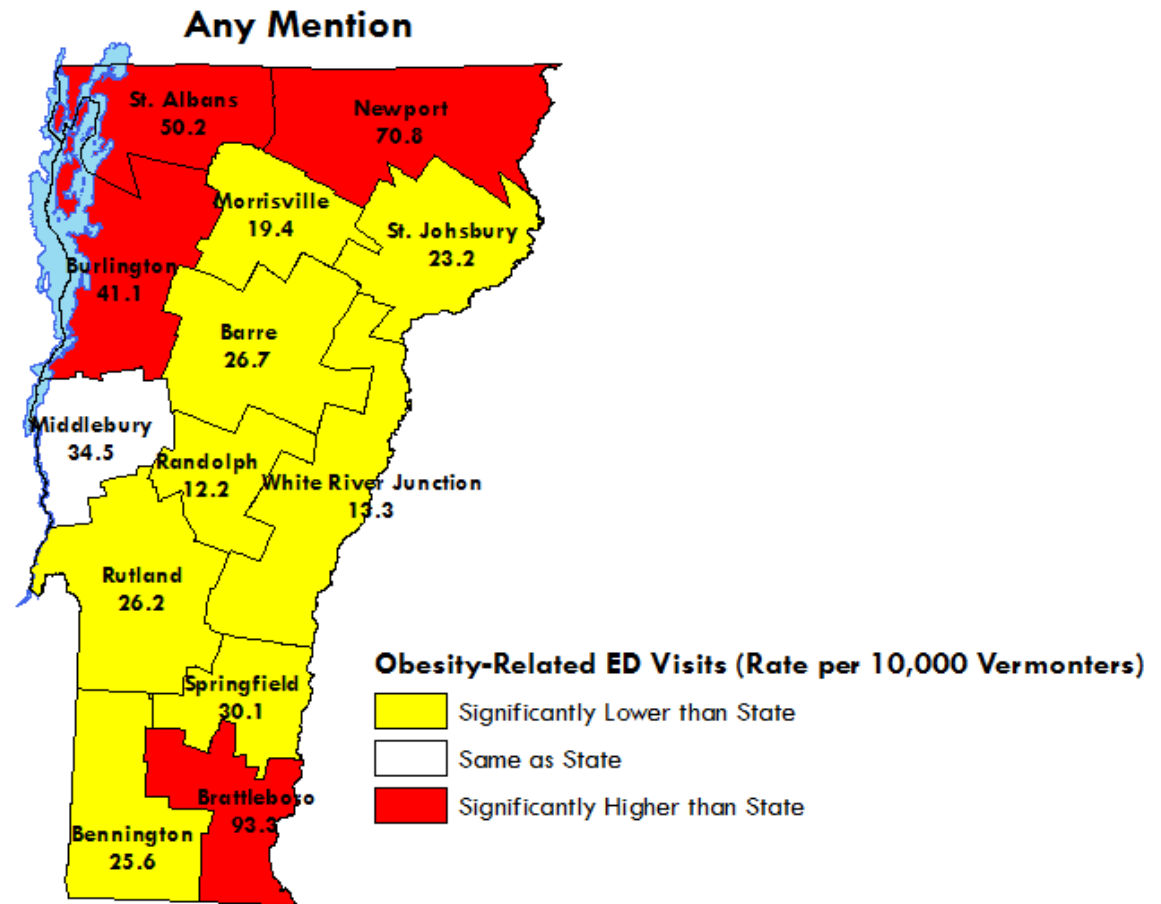 Any Mention
St. Albans
50.2
Newport
70.8
Morrisville
19.4
St. Johsbury
23.2
Burlington
41.1
Barre
26.7
Middlebury
34.5
Randolph
12.2
White River Junction
13.3
Rutland
26.2
Springfield
30.1
Brattleboro
93.3
Bennington
25.6
Obesity-Related ED Visits (Rate per 10,000 Vermonters)
Significantly Lower than State
Same as State
Significantly Higher than State